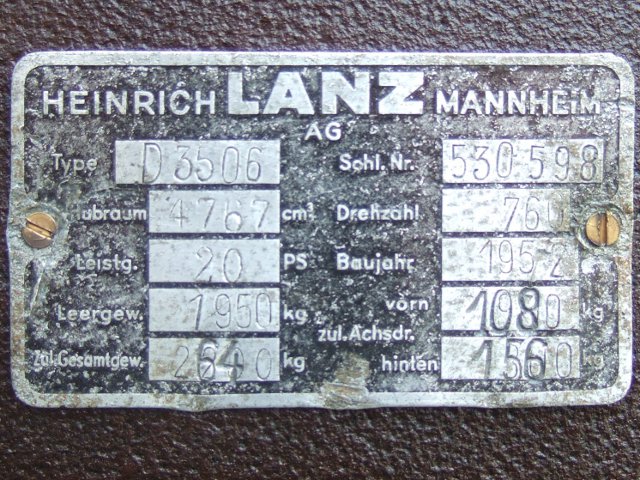 HEINRICH LANZ MANNHEIM
AG
Type D 3506 Schl. Nr. 530 598
Hubraum 4767 cm³ Drehzahl 760
Leistg. 20 PS Baujahr 1952
Leergew. 1950 kg vorn 1080 kg
zul. Achsdr.
zul. Gesamtgew. 2640 kg hinten 1560 kg